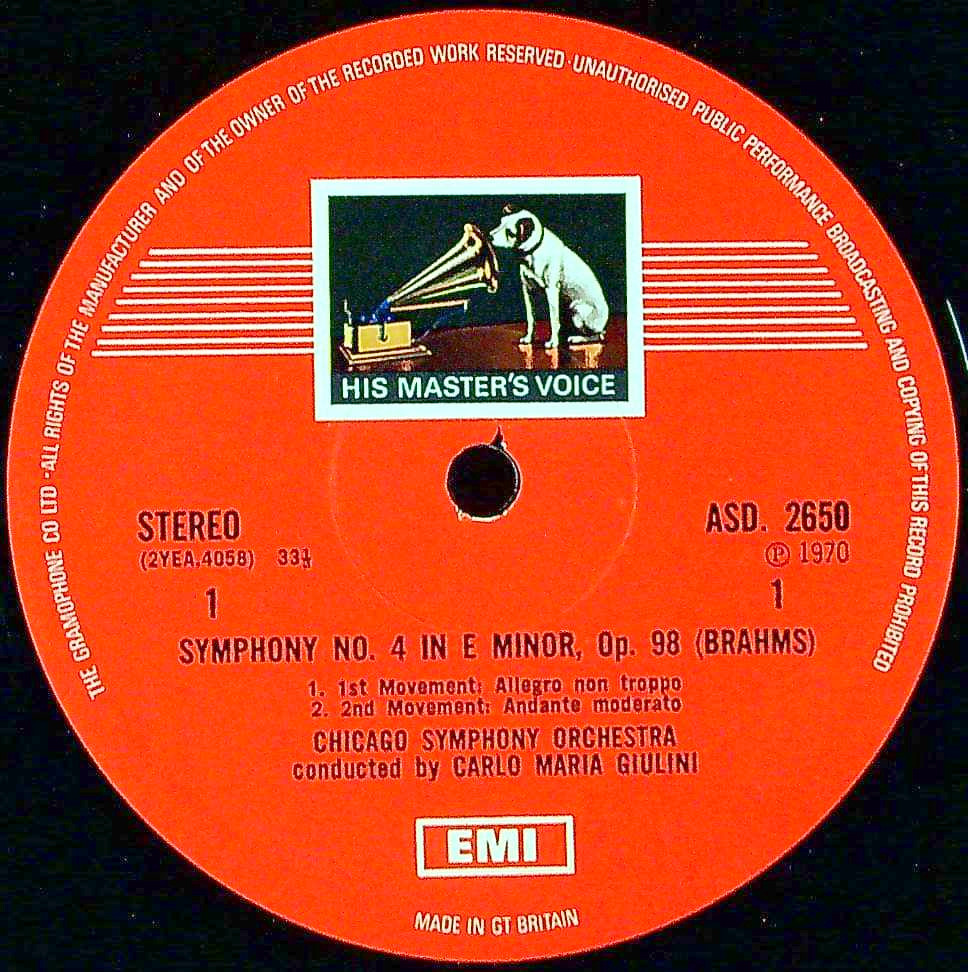 THE GRAMOPHONE CO LTD · ALL RIGHTS OF THE MANUFACTURER AND OF THE OWNER OF THE RECORDED WORK RESERVED · UNAUTHORISED PUBLIC PERFORMANCE BROADCASTING AND COPYING OF THIS RECORD PROHIBITED
HIS MASTER'S VOICE
STEREO
(2YEA.4058) 33⅓
1
ASD. 2650
℗ 1970
1
SYMPHONY NO. 4 IN E MINOR, Op. 98 (BRAHMS)
1. 1st Movement: Allegro non troppo
2. 2nd Movement: Andante moderato
CHICAGO SYMPHONY ORCHESTRA
conducted by CARLO MARIA GIULINI
EMI
MADE IN GT BRITAIN